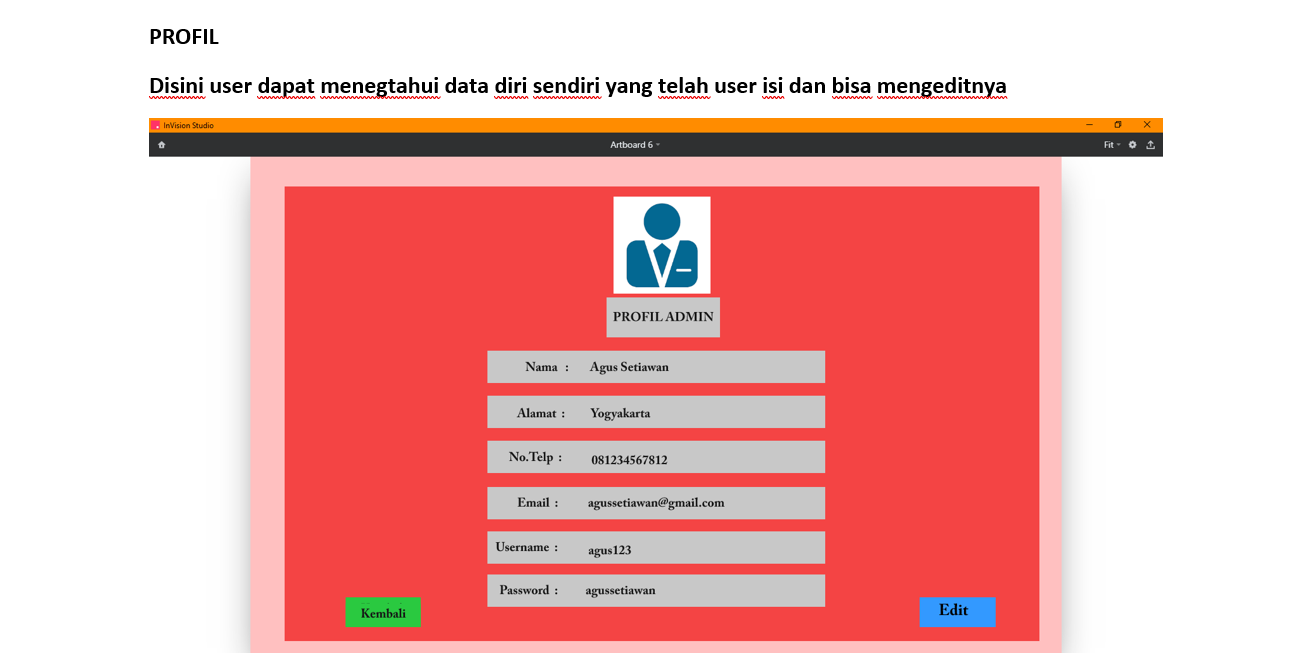 PROFIL
Disini user dapat menegtahui data diri sendiri yang telah user isi dan bisa mengeditnya
InVision Studio
Artboard 6
Fit
PROFIL ADMIN
Nama : Agus Setiawan
Alamat : Yogyakarta
No.Telp : 081234567812
Email : agussetiawan@gmail.com
Username : agus123
Password : agussetiawan
Kembali
Edit